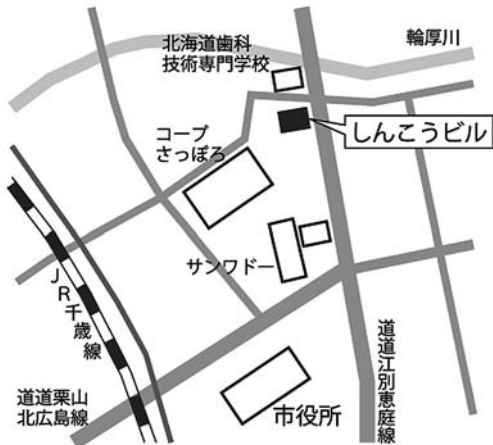 北海道歯科
技術専門学校
輪厚川
コープ
さっぽろ
しんこうビル
サンワドー
JR千歳線
道道栗山
北広島線
市役所
道道江別恵庭線